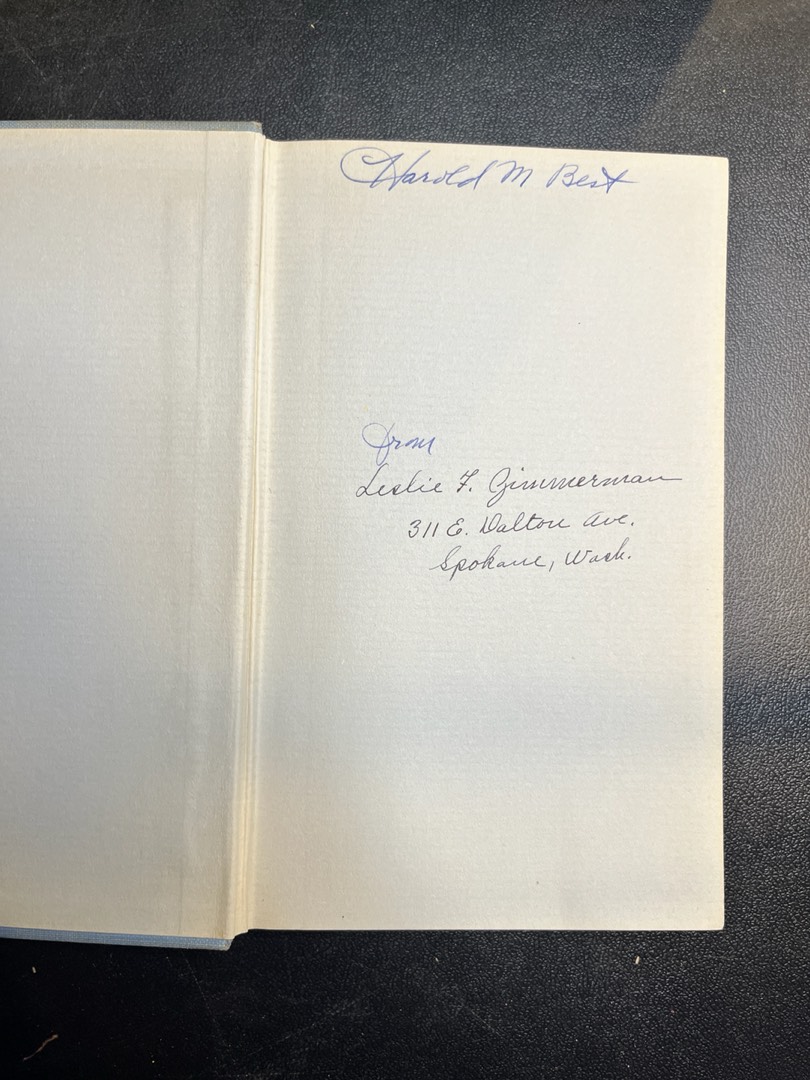 Harold M Best
From
Leslie F. Zimmerman
311 E. Dalton Ave.
Spokane, Wash.